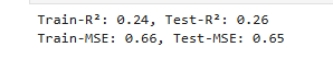 Train-R²: 0.24, Test-R²: 0.26
Train-MSE: 0.66, Test-MSE: 0.65